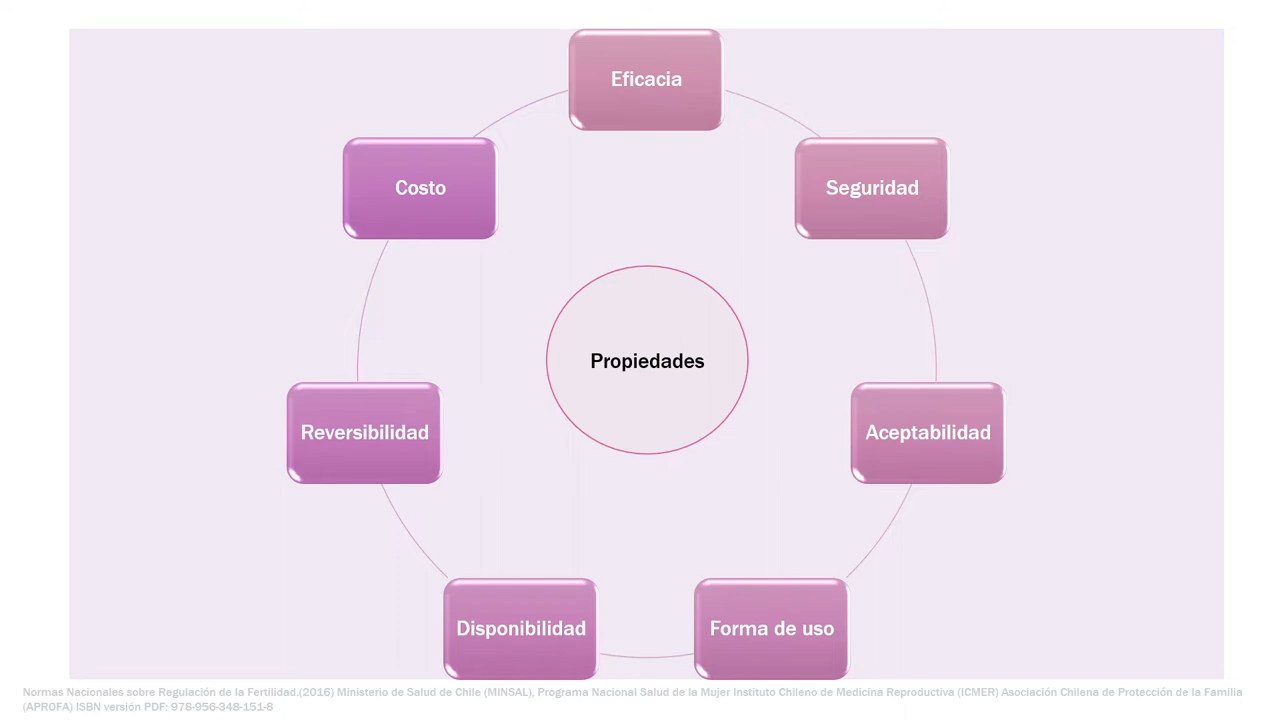 Eficacia
Costo
Seguridad
Propiedades
Reversibilidad
Aceptabilidad
Disponibilidad
Forma de uso
Normas Nacionales sobre Regulación de la Fertilidad.(2016) Ministerio de Salud de Chile (MINSAL), Programa Nacional Salud de la Mujer Instituto Chileno de Medicina Reproductiva (ICMER) Asociación Chilena de Protección de la Familia
(APROFA) ISBN versión PDF: 978-956-348-151-8